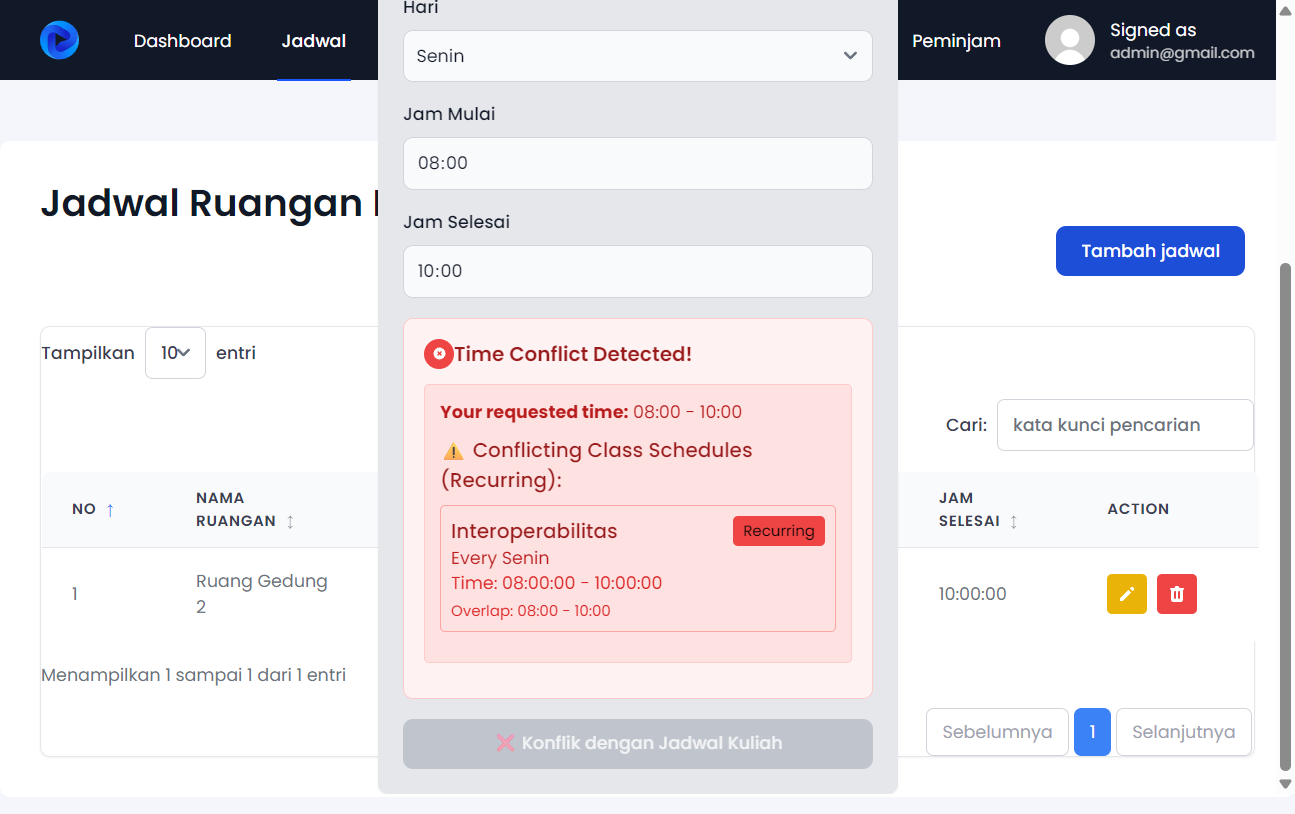 Dashboard
Jadwal
Peminjam
Signed as
admin@gmail.com
Hari
Senin
Jam Mulai
08:00
Jam Selesai
10:00
Time Conflict Detected!
Your requested time: 08:00 - 10:00
⚠️ Conflicting Class Schedules
(Recurring):
Interoperabilitas
Recurring
Every Senin
Time: 08:00:00 - 10:00:00
Overlap: 08:00 - 10:00
❌ Konflik dengan Jadwal Kuliah
Jadwal Ruangan
Tambah jadwal
Tampilkan 10 entri
Cari: kata kunci pencarian
NO ↑
NAMA
RUANGAN ↕
JAM
SELESAI ↕
ACTION
1
Ruang Gedung
2
10:00:00
Menampilkan 1 sampai 1 dari 1 entri
Sebelumnya 1 Selanjutnya